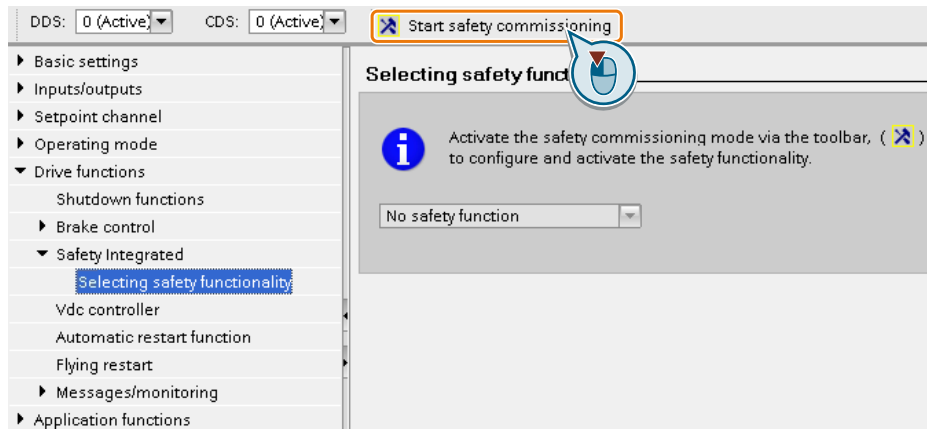 DDS: 0 (Active) CDS: 0 (Active) Start safety commissioning
Basic settings
Inputs/outputs
Setpoint channel
Operating mode
Drive functions
Shutdown functions
Brake control
Safety Integrated
Selecting safety functionality
Vdc controller
Automatic restart function
Flying restart
Messages/monitoring
Application functions
Selecting safety funct
Activate the safety commissioning mode via the toolbar, ( )
to configure and activate the safety functionality.
No safety function